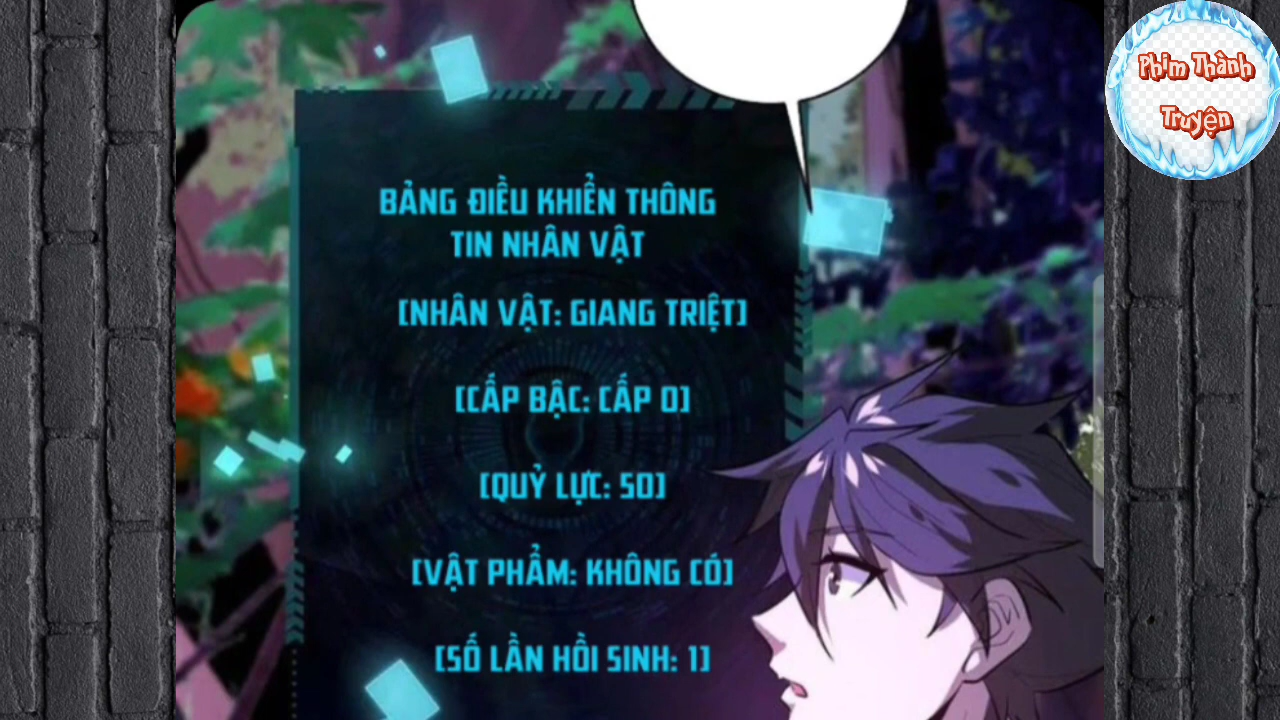 Phim Thành
Truyện
BẢNG ĐIỀU KHIỂN THÔNG
TIN NHÂN VẬT
[NHÂN VẬT: GIANG TRIỆT]
[CẤP BẬC: CẤP 0]
[QUỶ LỰC: 50]
[VẬT PHẨM: KHÔNG CÓ]
[SỐ LẦN HỒI SINH: 1]